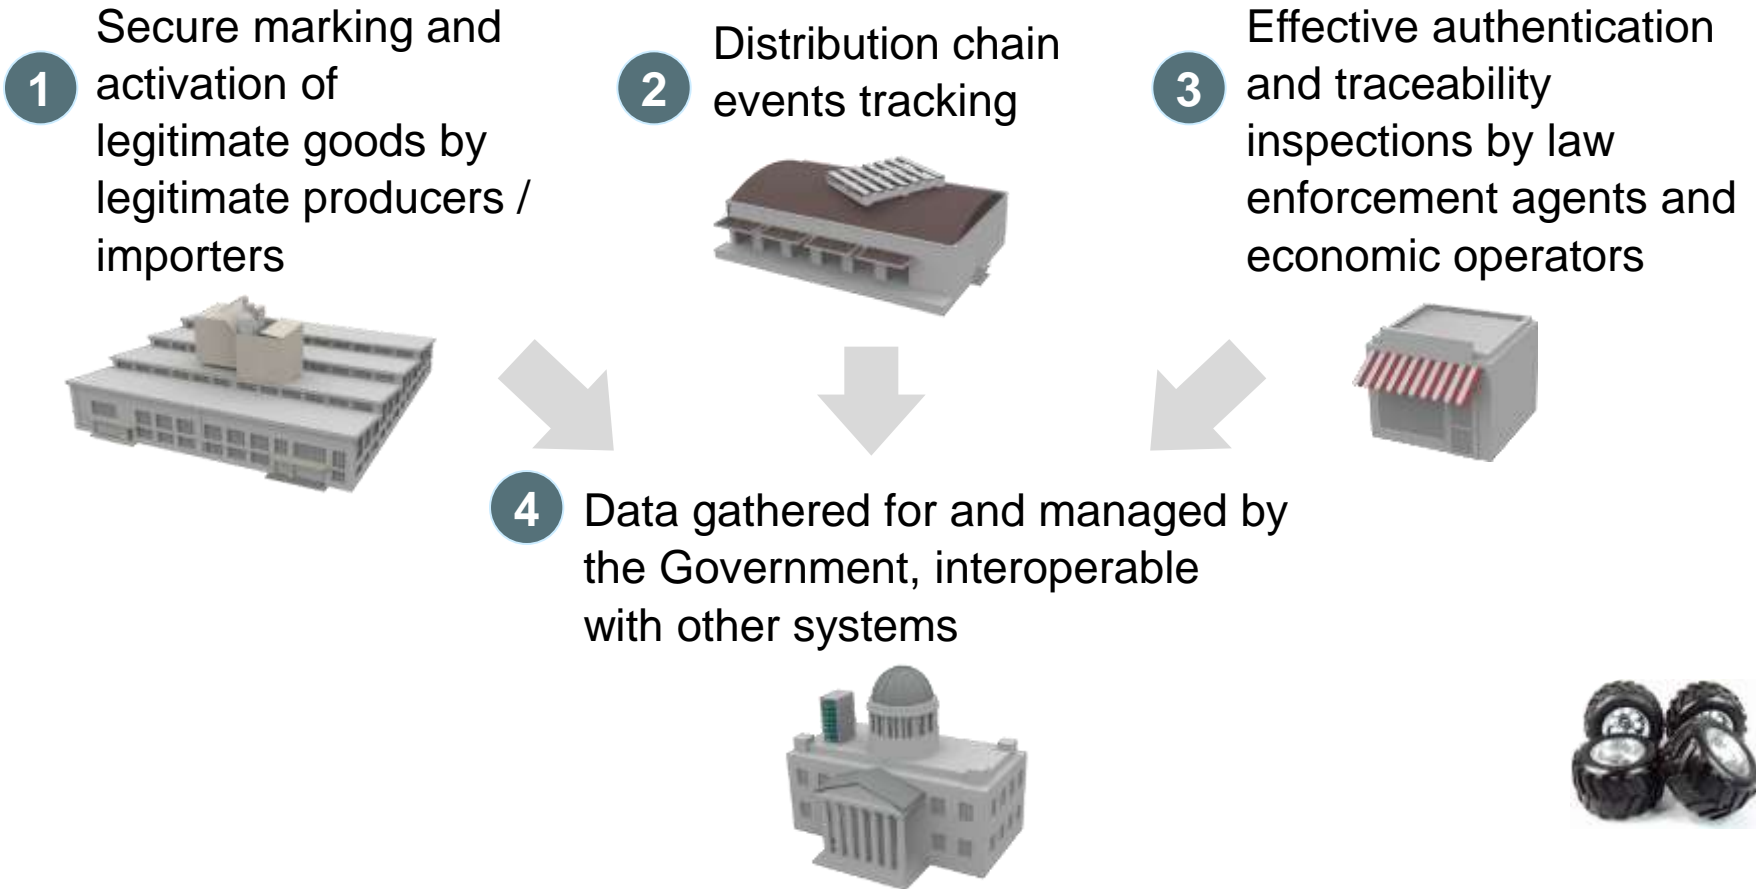 1
Secure marking and
activation of
legitimate goods by
legitimate producers /
importers
2
Distribution chain
events tracking
3
Effective authentication
and traceability
inspections by law
enforcement agents and
economic operators
4
Data gathered for and managed by
the Government, interoperable
with other systems